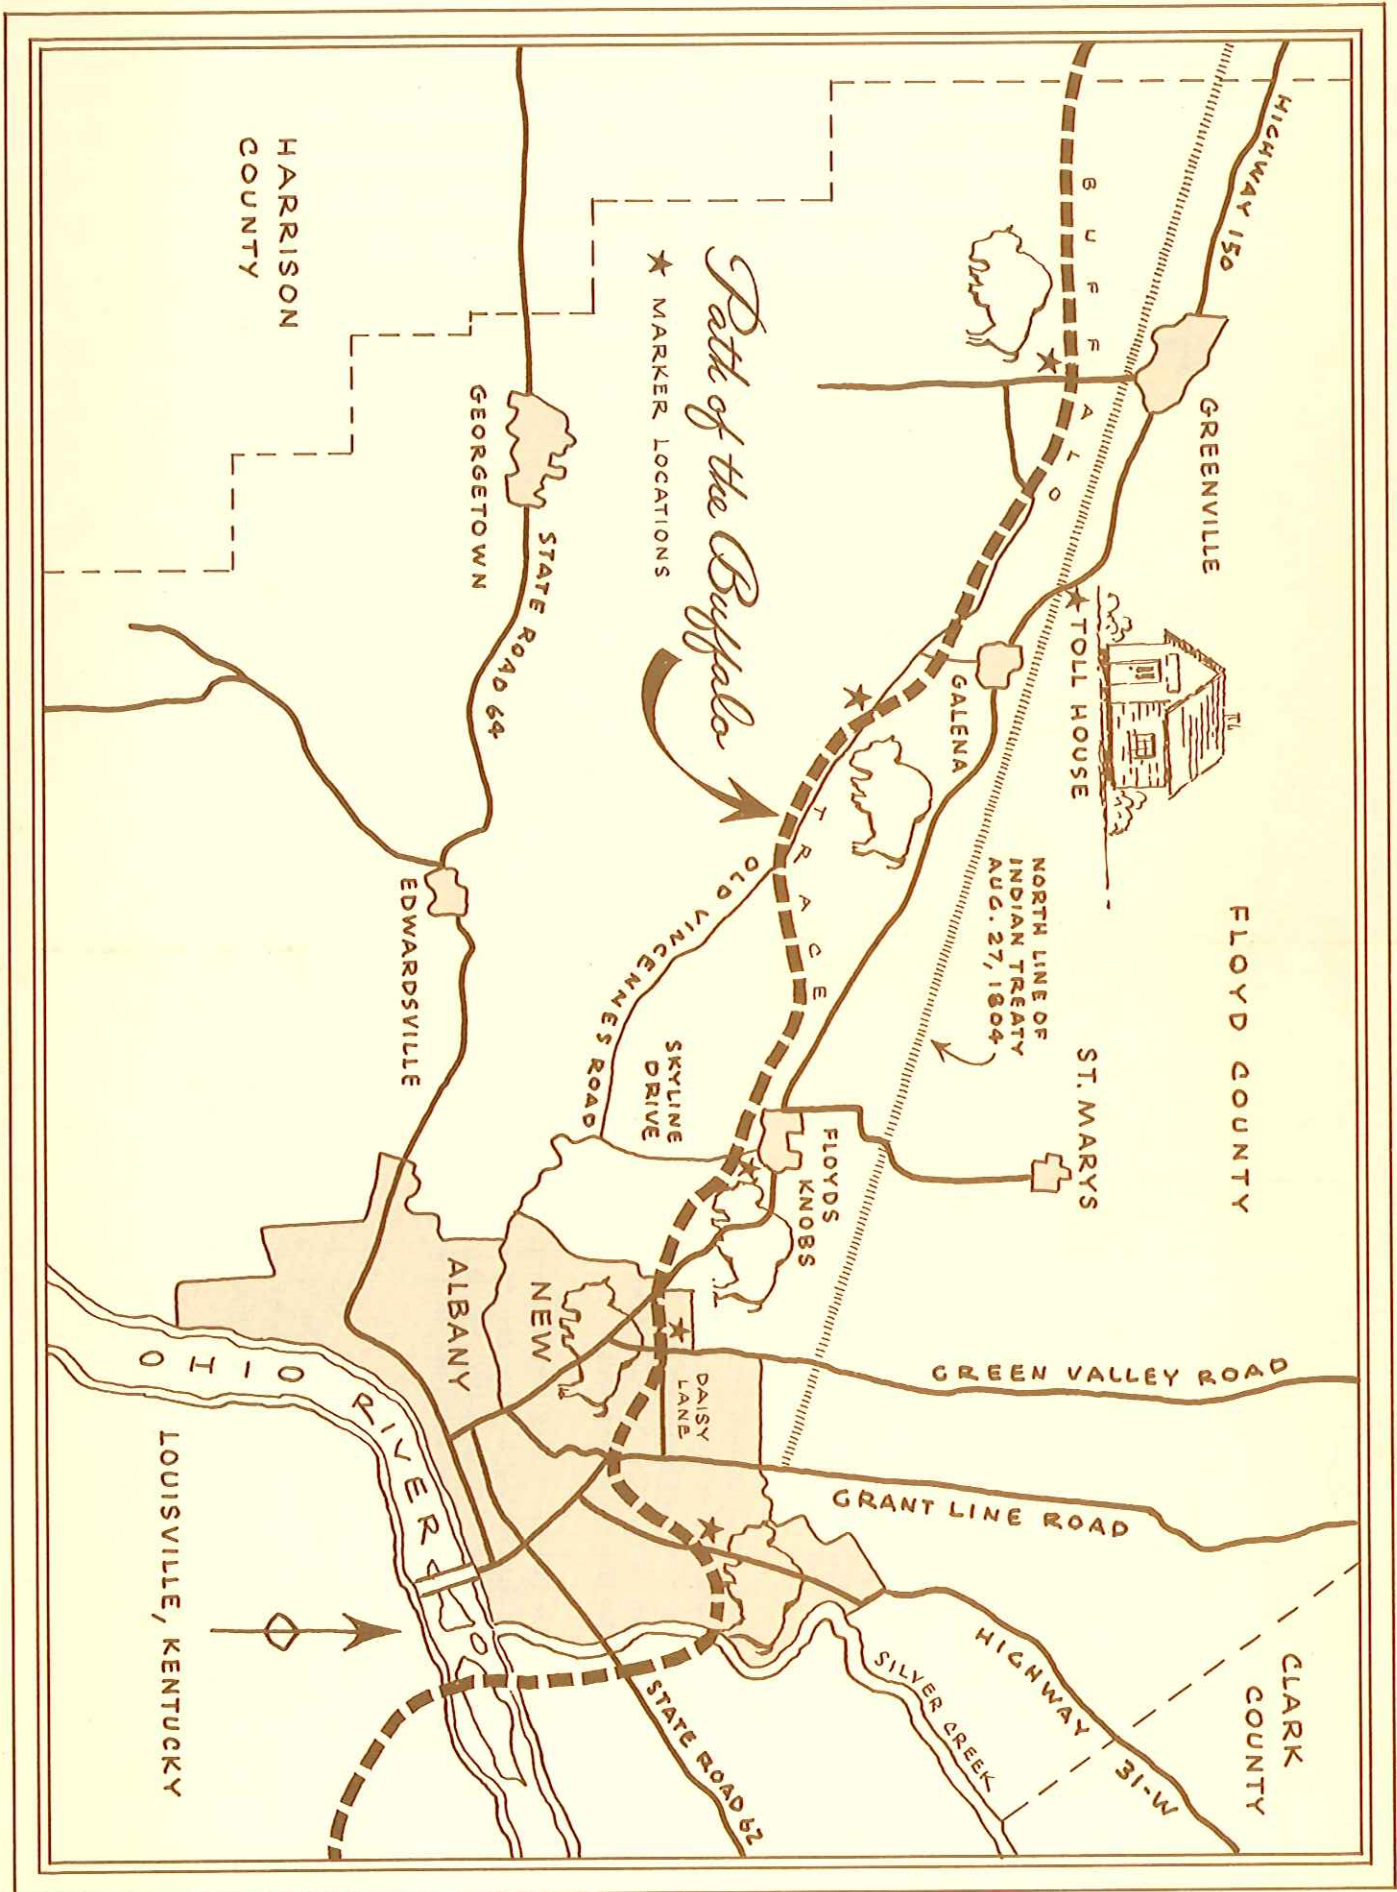 HIGHWAY 150
GREENVILLE
FLOYD COUNTY
CLARK
COUNTY
TOLL HOUSE
NORTH LINE OF
INDIAN TREATY
AUG. 27, 1804
ST. MARYS
GREEN VALLEY ROAD
GRANT LINE ROAD
HIGHWAY 31-W
BUFFALO TRACE
GALENA
FLOYDS
KNOBS
SILVER CREEK
Path of the Buffalo
★ MARKER LOCATIONS
OLD VINCENNES ROAD
SKYLINE
DRIVE
DAISY
LANE
NEW
ALBANY
STATE ROAD 62
HARRISON
COUNTY
GEORGETOWN
STATE ROAD 64
EDWARDSVILLE
OHIO RIVER
LOUISVILLE, KENTUCKY